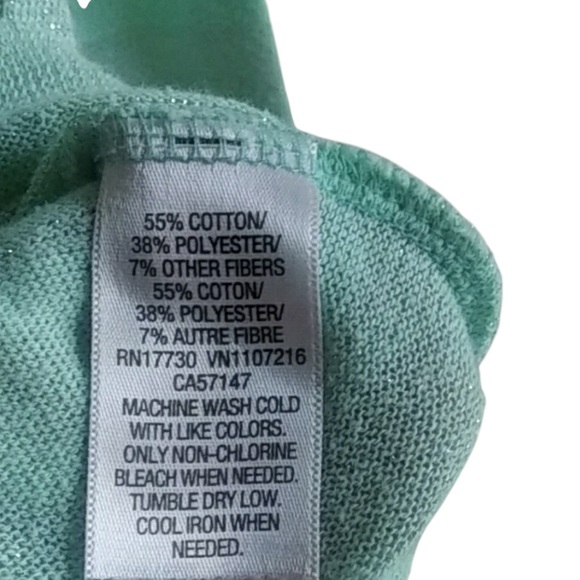 55% COTTON/
38% POLYESTER/
7% OTHER FIBERS
55% COTON/
38% POLYESTER/
7% AUTRE FIBRE
RN17730 VN1107216
CA57147
MACHINE WASH COLD
WITH LIKE COLORS.
ONLY NON-CHLORINE
BLEACH WHEN NEEDED.
TUMBLE DRY LOW.
COOL IRON WHEN
NEEDED.